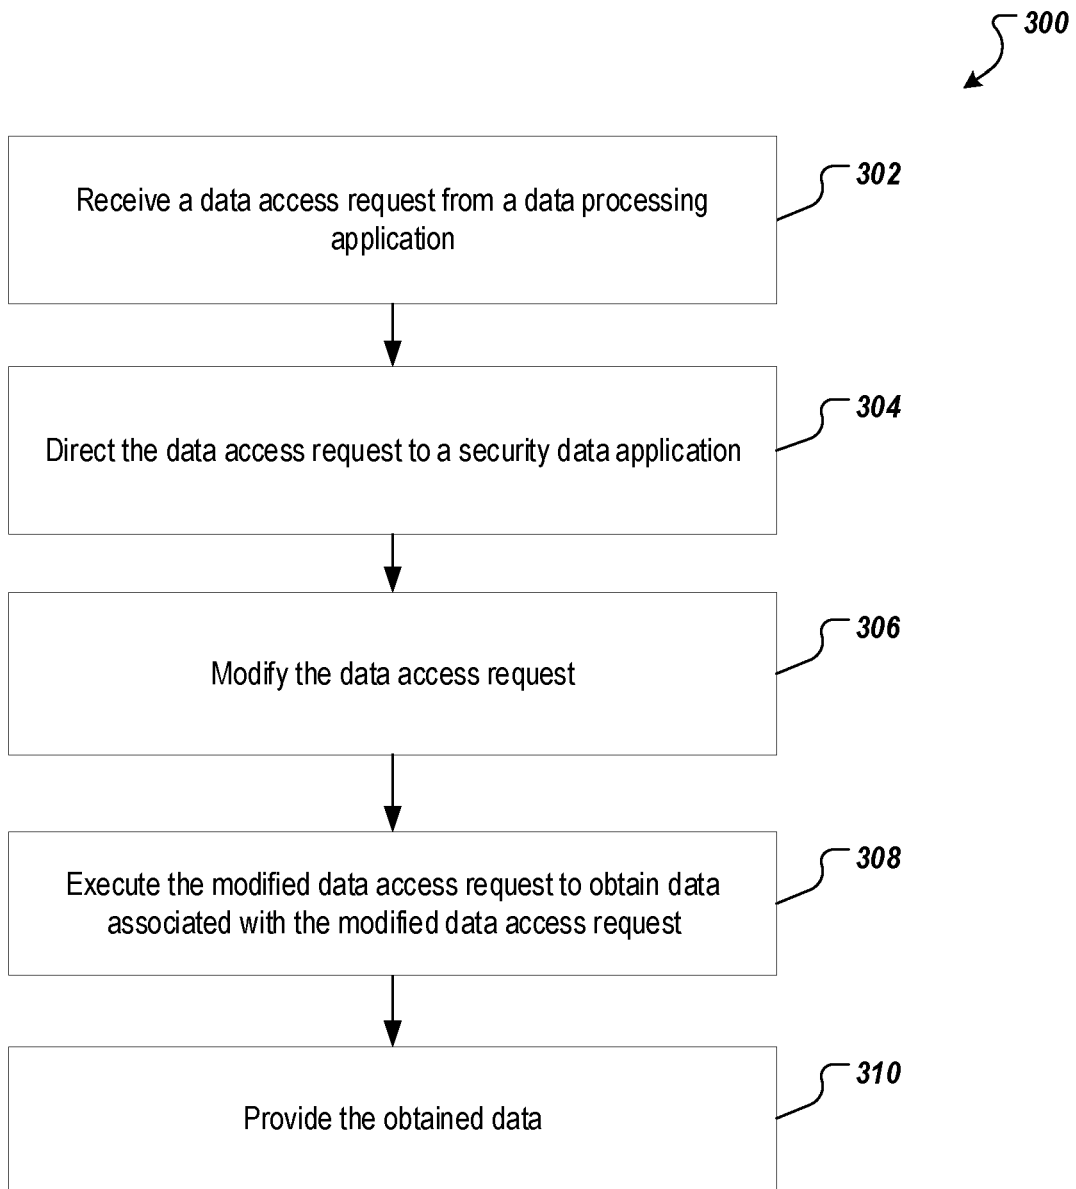 300
Receive a data access request from a data processing
application
302
Direct the data access request to a security data application
304
Modify the data access request
306
Execute the modified data access request to obtain data
associated with the modified data access request
308
Provide the obtained data
310